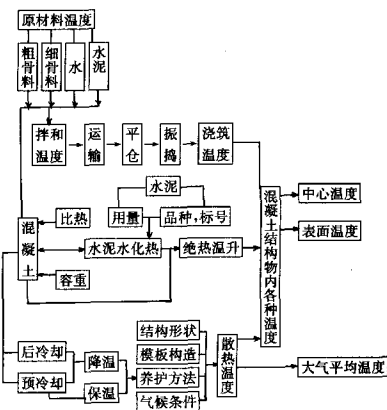 原材料温度
粗骨料
细骨料
水
水泥
拌和温度
运输
平仓
振捣
浇筑温度
水泥
用量
品种,标号
混凝土
比热
水泥水化热
绝热温升
容重
混凝土结构物内各种温度
中心温度
表面温度
后冷却
预冷却
降温
保温
结构形状
模板构造
养护方法
气候条件
散热温度
大气平均温度